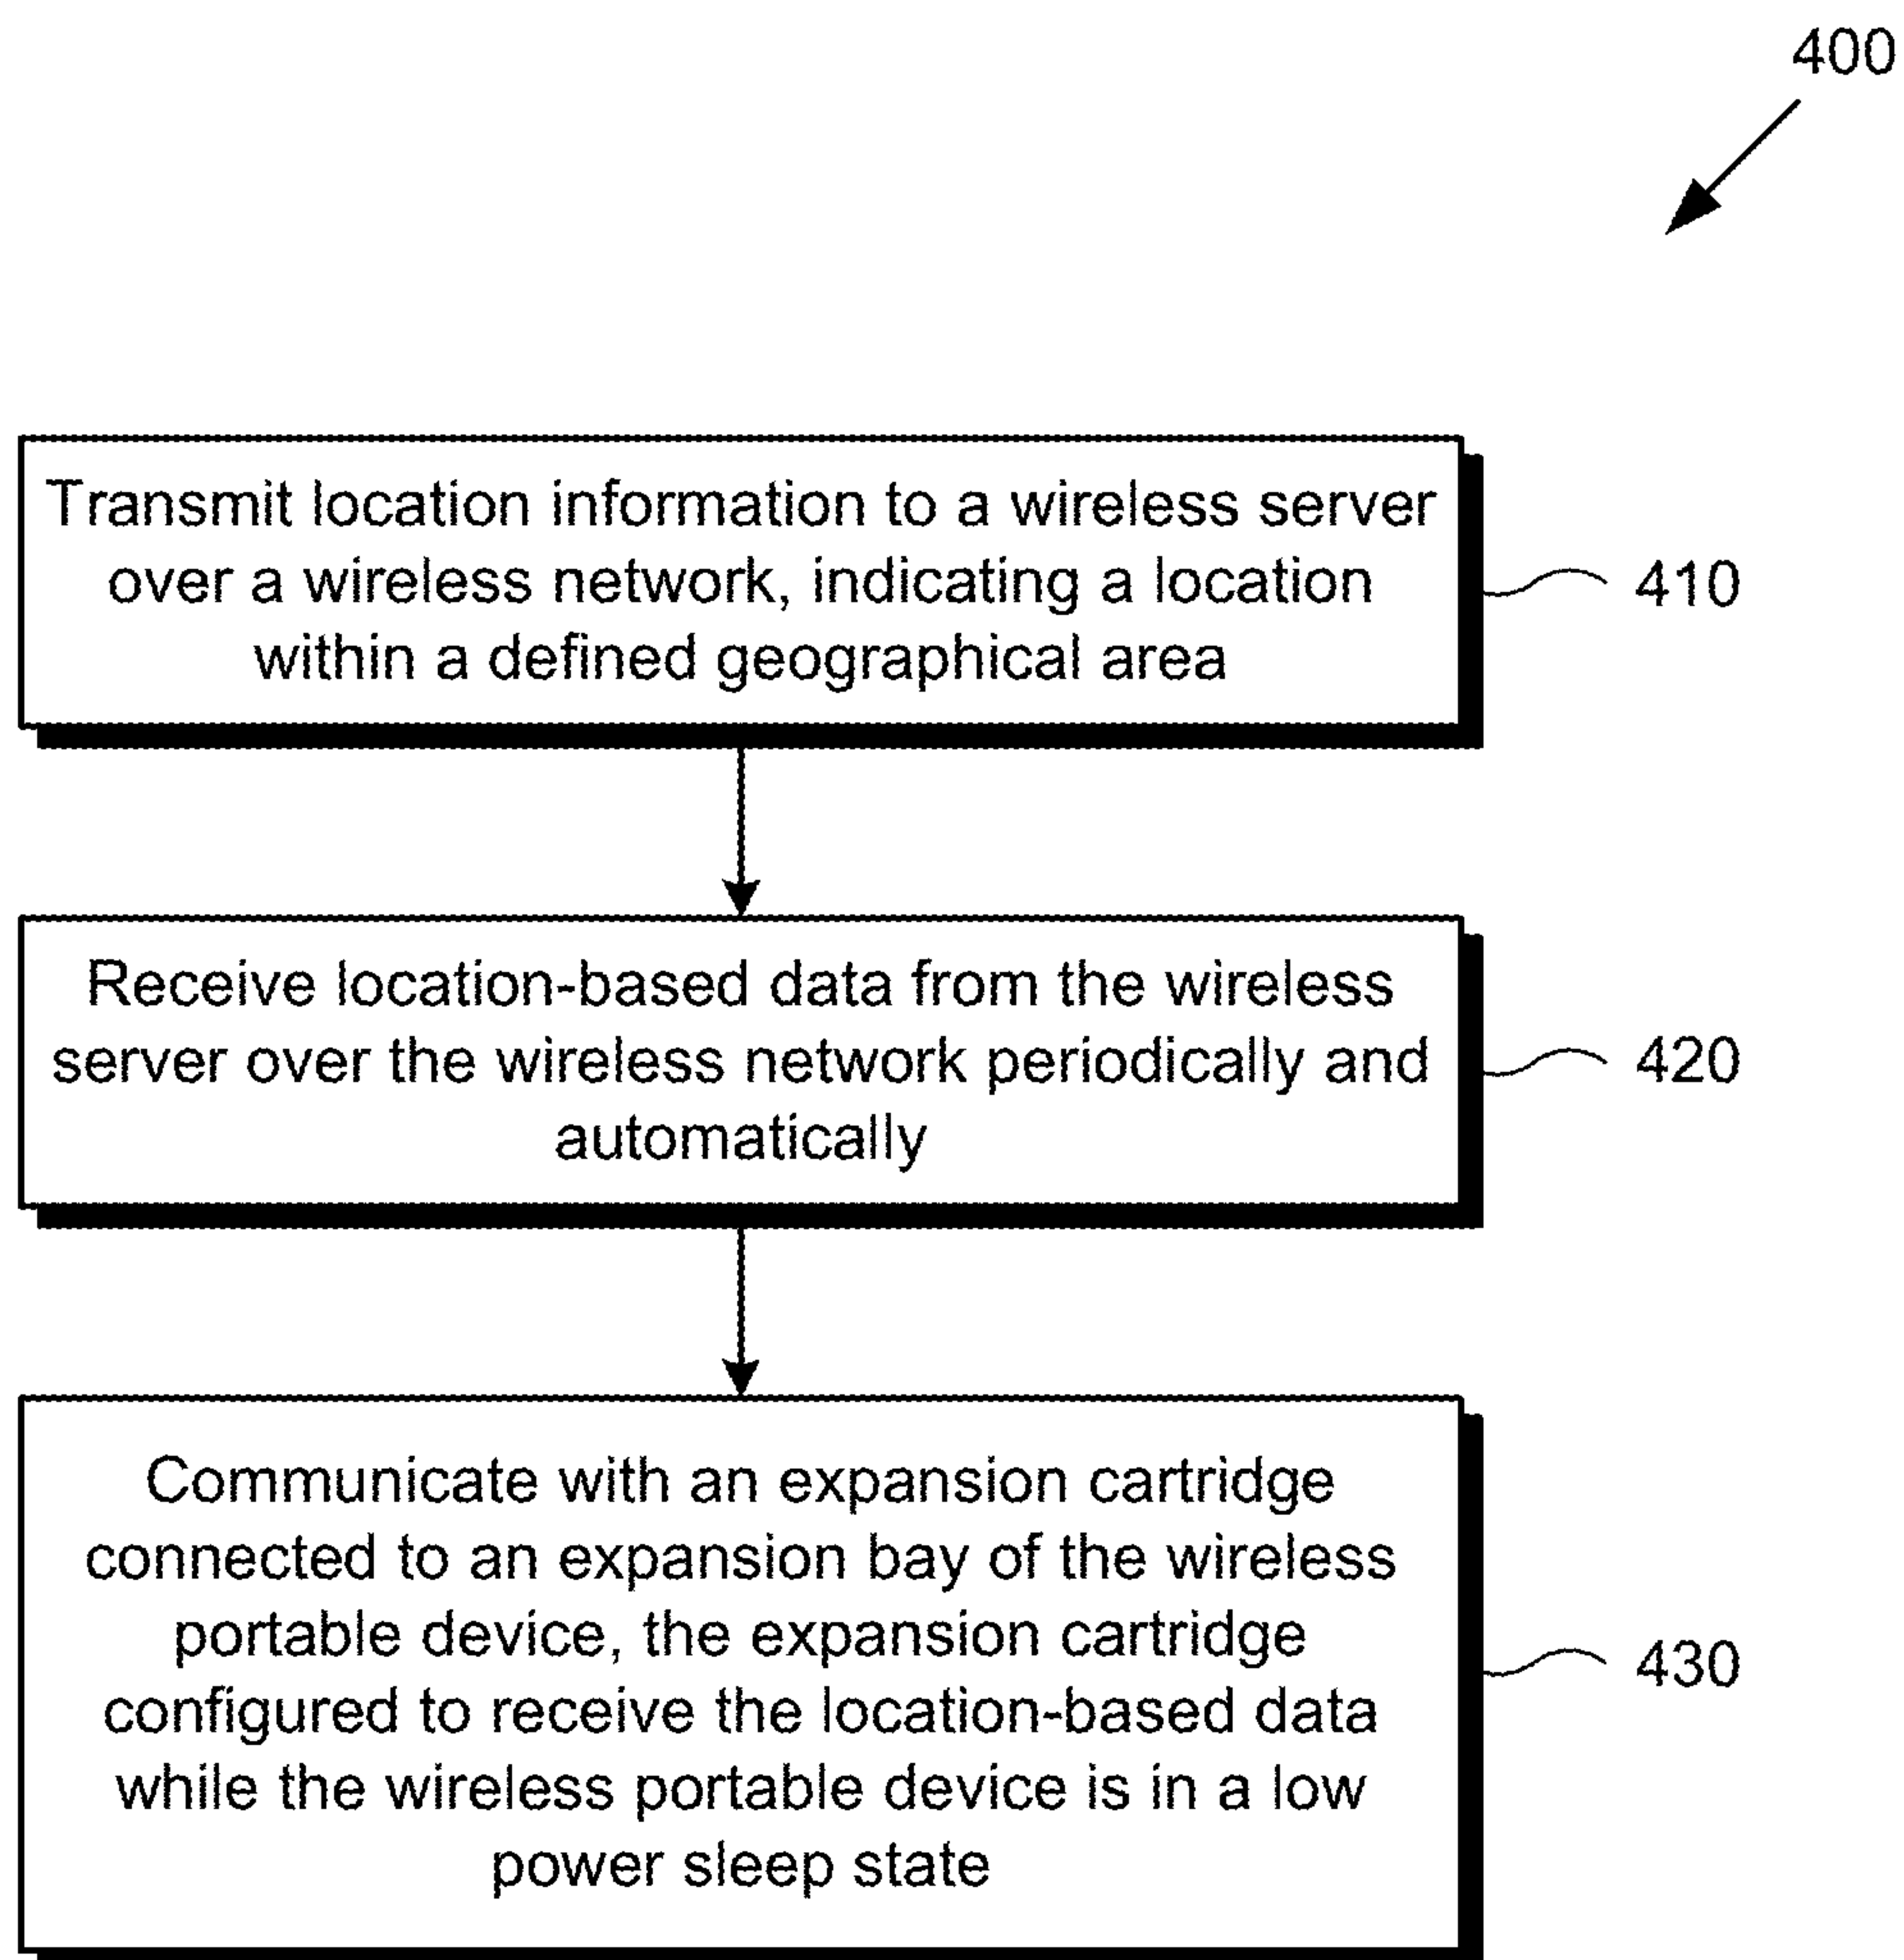 400
Transmit location information to a wireless server
over a wireless network, indicating a location
within a defined geographical area
410
Receive location-based data from the wireless
server over the wireless network periodically and
automatically
420
Communicate with an expansion cartridge
connected to an expansion bay of the wireless
portable device, the expansion cartridge
configured to receive the location-based data
while the wireless portable device is in a low
power sleep state
430